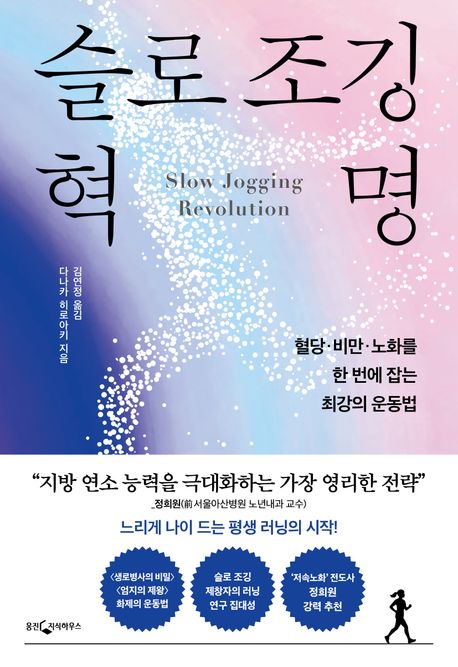 슬로 조깅
혁명
Slow Jogging
Revolution
다나카 히로아키 지음
김연정 옮김
혈당·비만·노화를
한 번에 잡는
최강의 운동법
“지방 연소 능력을 극대화하는 가장 영리한 전략”
_정희원(前 서울아산병원 노년내과 교수)
느리게 나이 드는 평생 러닝의 시작!
〈생로병사의 비밀〉
〈엄지의 제왕〉
화제의 운동법
슬로 조깅
제창자의 러닝
연구 집대성
‘저속노화’ 전도사
정희원
강력 추천
웅진 지식하우스